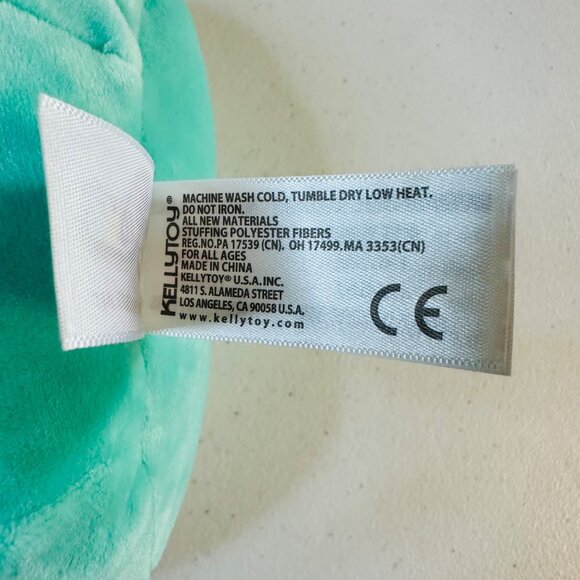 KELLYTOY®
MACHINE WASH COLD, TUMBLE DRY LOW HEAT.
DO NOT IRON.
ALL NEW MATERIALS
STUFFING POLYESTER FIBERS
REG.NO.PA 17539 (CN). OH 17499.MA 3353(CN)
FOR ALL AGES
MADE IN CHINA
KELLYTOY® U.S.A.INC.
4811 S. ALAMEDA STREET
LOS ANGELES, CA 90058 U.S.A.
www.kellytoy.com
CE